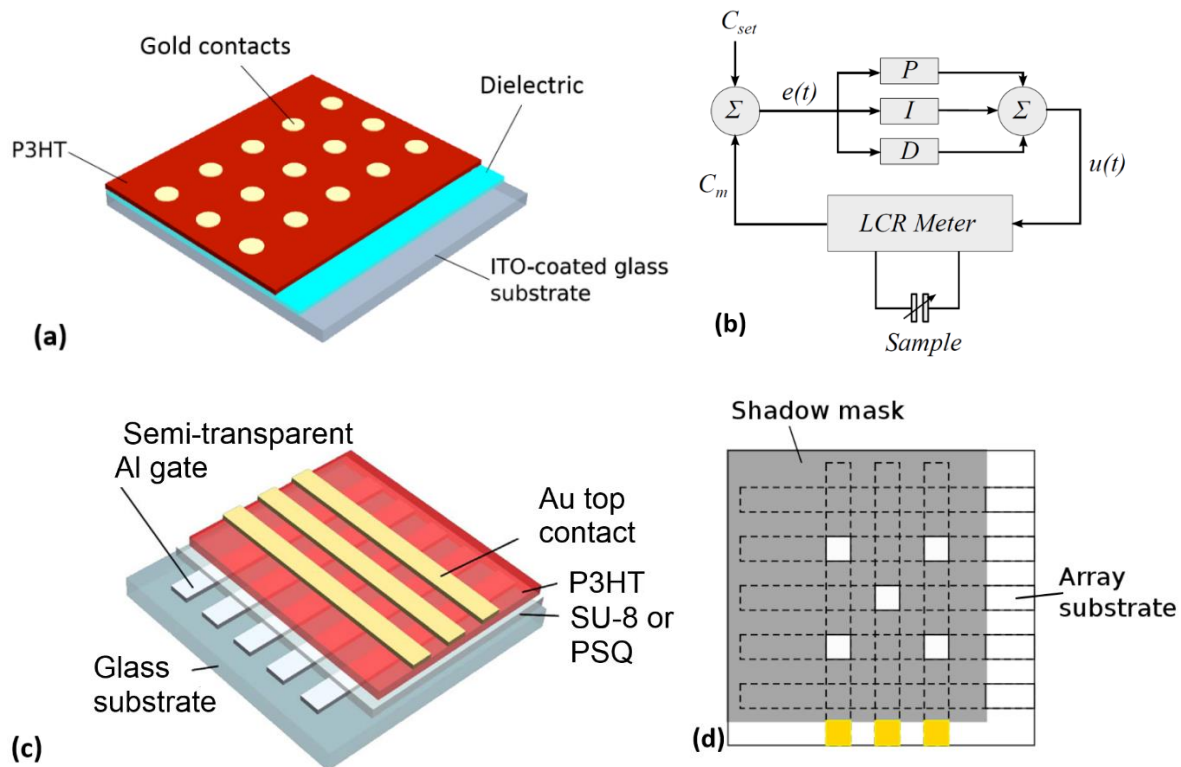 Gold contacts
Dielectric
P3HT
ITO-coated glass
substrate
(a)
C_set
Σ
e(t)
P
I
D
Σ
u(t)
C_m
LCR Meter
Sample
(b)
Semi-transparent
Al gate
Au top
contact
P3HT
SU-8 or
PSQ
Glass
substrate
(c)
Shadow mask
Array
substrate
(d)